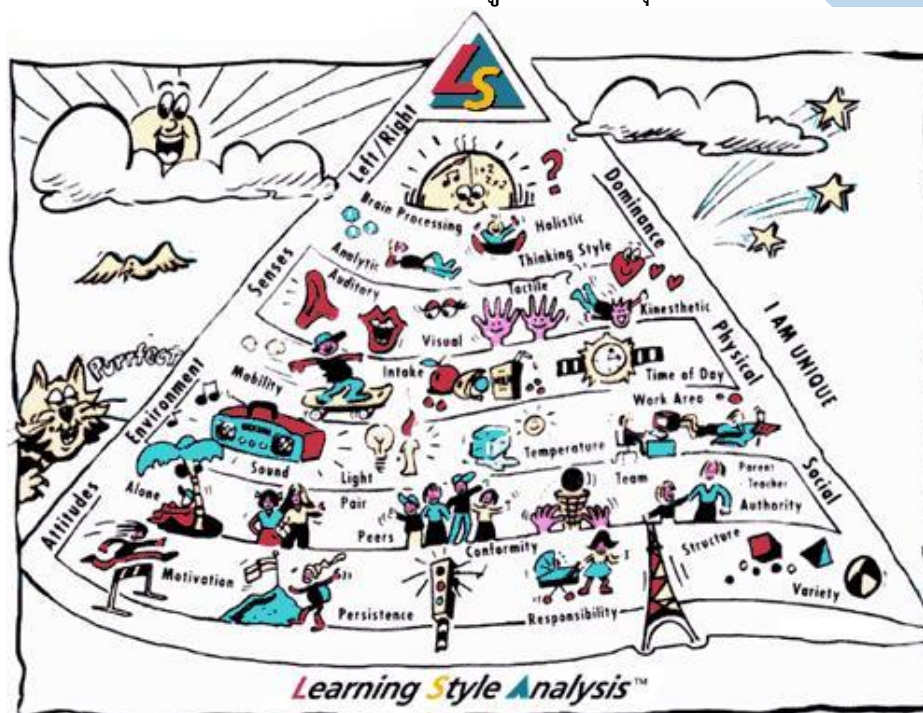 LS
Left/Right
Dominance
Brain Processing
Holistic
Analytic
Thinking Style
Senses
Auditory
Visual
Tactile
Kinesthetic
Physical
I AM UNIQUE
Purrfect
Mobility
Intake
Time of Day
Environment
Work Area
Sound
Light
Temperature
Social
Attitudes
Alone
Pair
Peers
Team
Parent
Teacher
Authority
Motivation
Persistence
Conformity
Responsibility
Structure
Variety
Learning Style Analysis™